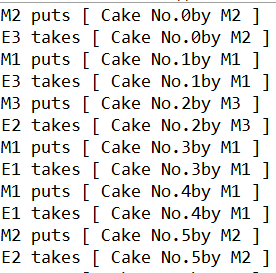 M2 puts [ Cake No.0by M2 ]
E3 takes [ Cake No.0by M2 ]
M1 puts [ Cake No.1by M1 ]
E3 takes [ Cake No.1by M1 ]
M3 puts [ Cake No.2by M3 ]
E2 takes [ Cake No.2by M3 ]
M1 puts [ Cake No.3by M1 ]
E1 takes [ Cake No.3by M1 ]
M1 puts [ Cake No.4by M1 ]
E1 takes [ Cake No.4by M1 ]
M2 puts [ Cake No.5by M2 ]
E2 takes [ Cake No.5by M2 ]